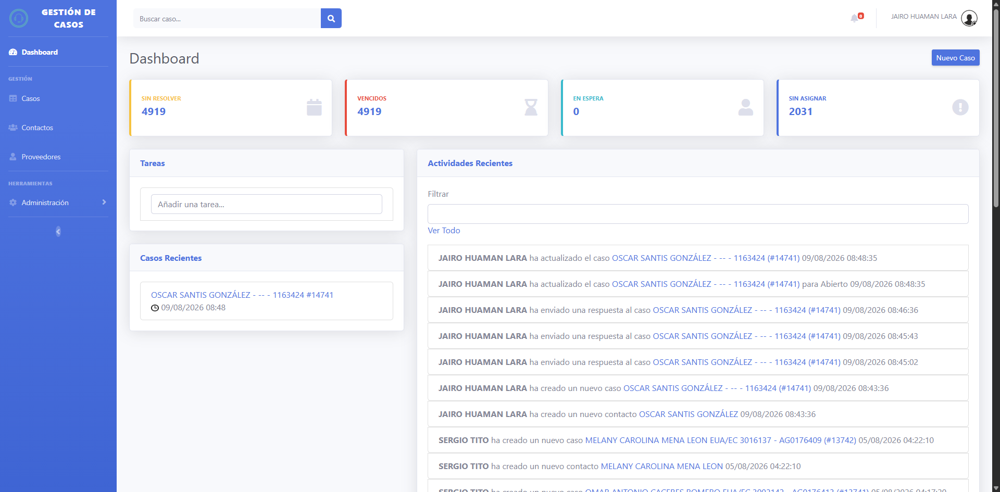 GESTIÓN DE
CASOS
Dashboard
GESTIÓN
Casos
Contactos
Proveedores
HERRAMIENTAS
Administración
Buscar caso...
0
JAIRO HUAMAN LARA
Dashboard
Nuevo Caso
SIN RESOLVER
4919
VENCIDOS
4919
EN ESPERA
0
SIN ASIGNAR
2031
Tareas
Añadir una tarea...
Casos Recientes
OSCAR SANTIS GONZÁLEZ - -- - 1163424 #14741
09/08/2026 08:48
Actividades Recientes
Filtrar
Ver Todo
JAIRO HUAMAN LARA ha actualizado el caso OSCAR SANTIS GONZÁLEZ - -- - 1163424 (#14741) 09/08/2026 08:48:35
JAIRO HUAMAN LARA ha actualizado el caso OSCAR SANTIS GONZÁLEZ - -- - 1163424 (#14741) para Abierto 09/08/2026 08:48:35
JAIRO HUAMAN LARA ha enviado una respuesta al caso OSCAR SANTIS GONZÁLEZ - -- - 1163424 (#14741) 09/08/2026 08:46:36
JAIRO HUAMAN LARA ha enviado una respuesta al caso OSCAR SANTIS GONZÁLEZ - -- - 1163424 (#14741) 09/08/2026 08:45:43
JAIRO HUAMAN LARA ha enviado una respuesta al caso OSCAR SANTIS GONZÁLEZ - -- - 1163424 (#14741) 09/08/2026 08:45:02
JAIRO HUAMAN LARA ha creado un nuevo caso OSCAR SANTIS GONZÁLEZ - -- - 1163424 (#14741) 09/08/2026 08:43:36
JAIRO HUAMAN LARA ha creado un nuevo contacto OSCAR SANTIS GONZÁLEZ 09/08/2026 08:43:36
SERGIO TITO ha creado un nuevo caso MELANY CAROLINA MENA LEON EUA/EC 3016137 - AG0176409 (#13742) 05/08/2026 04:22:10
SERGIO TITO ha creado un nuevo contacto MELANY CAROLINA MENA LEON 05/08/2026 04:22:10
SERGIO TITO ha creado un nuevo caso OMAR ANTONIO CACERES ROMERO EUA/EC